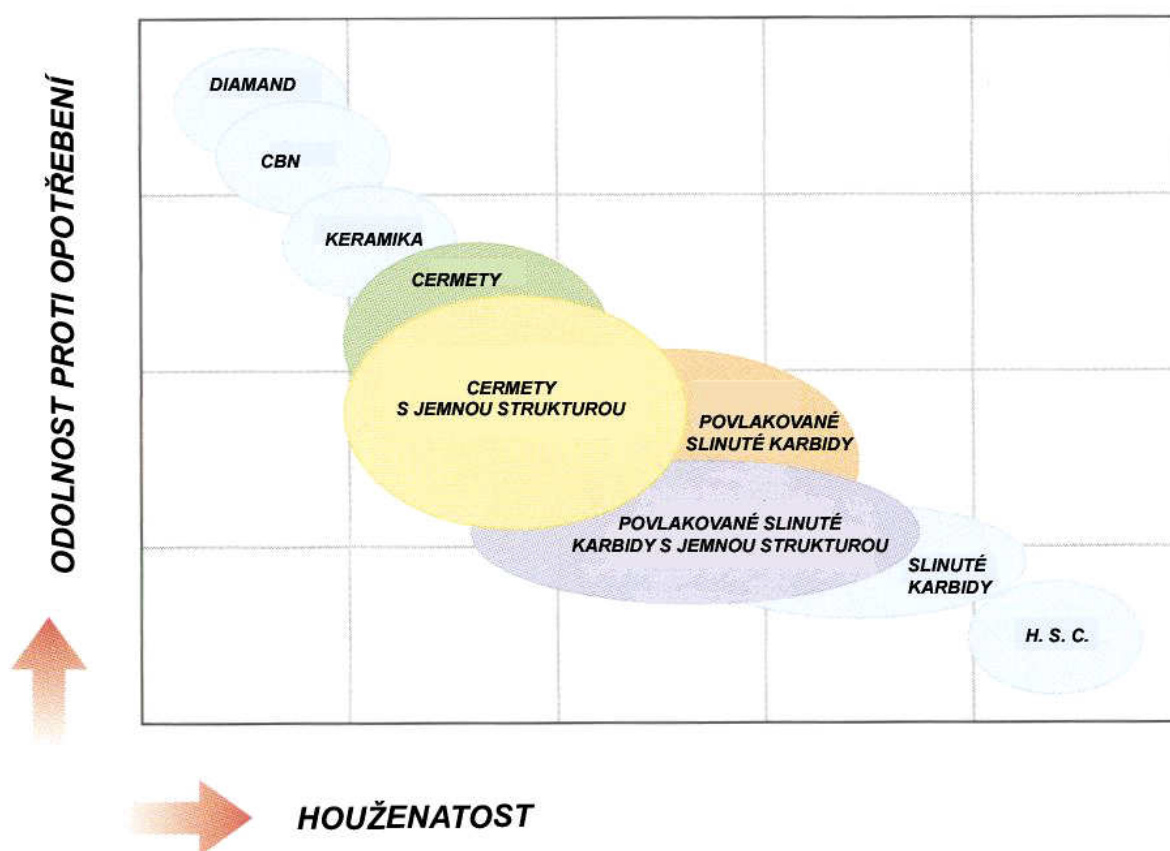 ODOLNOST PROTI OPOTŘEBENÍ
DIAMAND
CBN
KERAMIKA
CERMETY
CERMETY
S JEMNOU STRUKTUROU
POVLAKOVANÉ
SLINUTÉ KARBIDY
POVLAKOVANÉ SLINUTÉ
KARBIDY S JEMNOU STRUKTUROU
SLINUTÉ
KARBIDY
H. S. C.
HOUŽENATOST